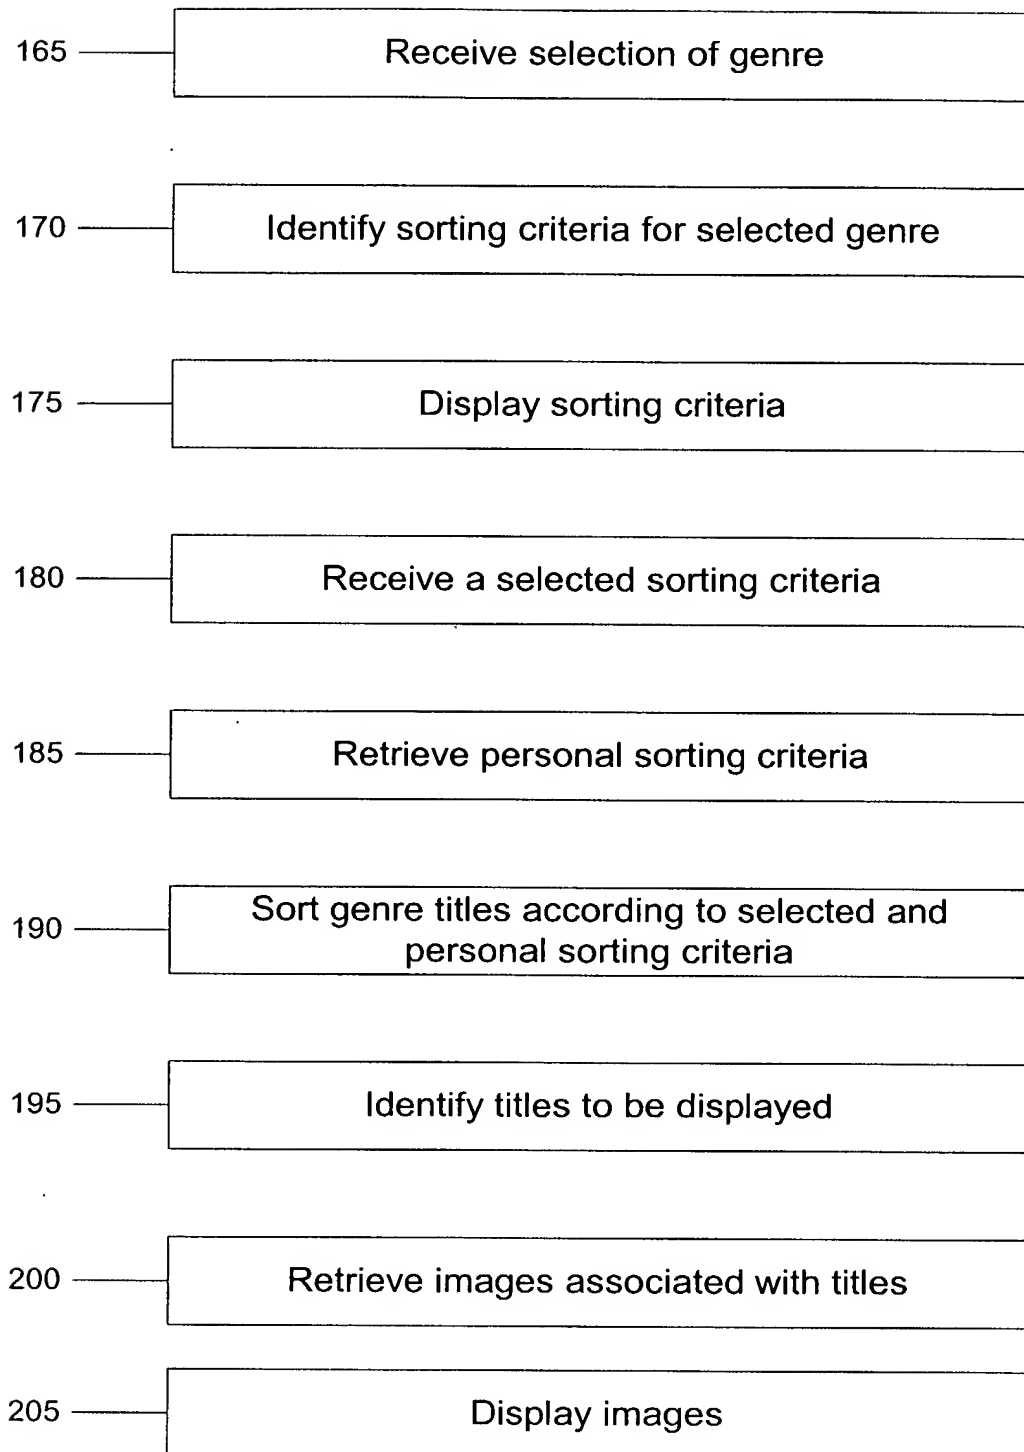 165 Receive selection of genre
170 Identify sorting criteria for selected genre
175 Display sorting criteria
180 Receive a selected sorting criteria
185 Retrieve personal sorting criteria
190 Sort genre titles according to selected and
personal sorting criteria
195 Identify titles to be displayed
200 Retrieve images associated with titles
205 Display images